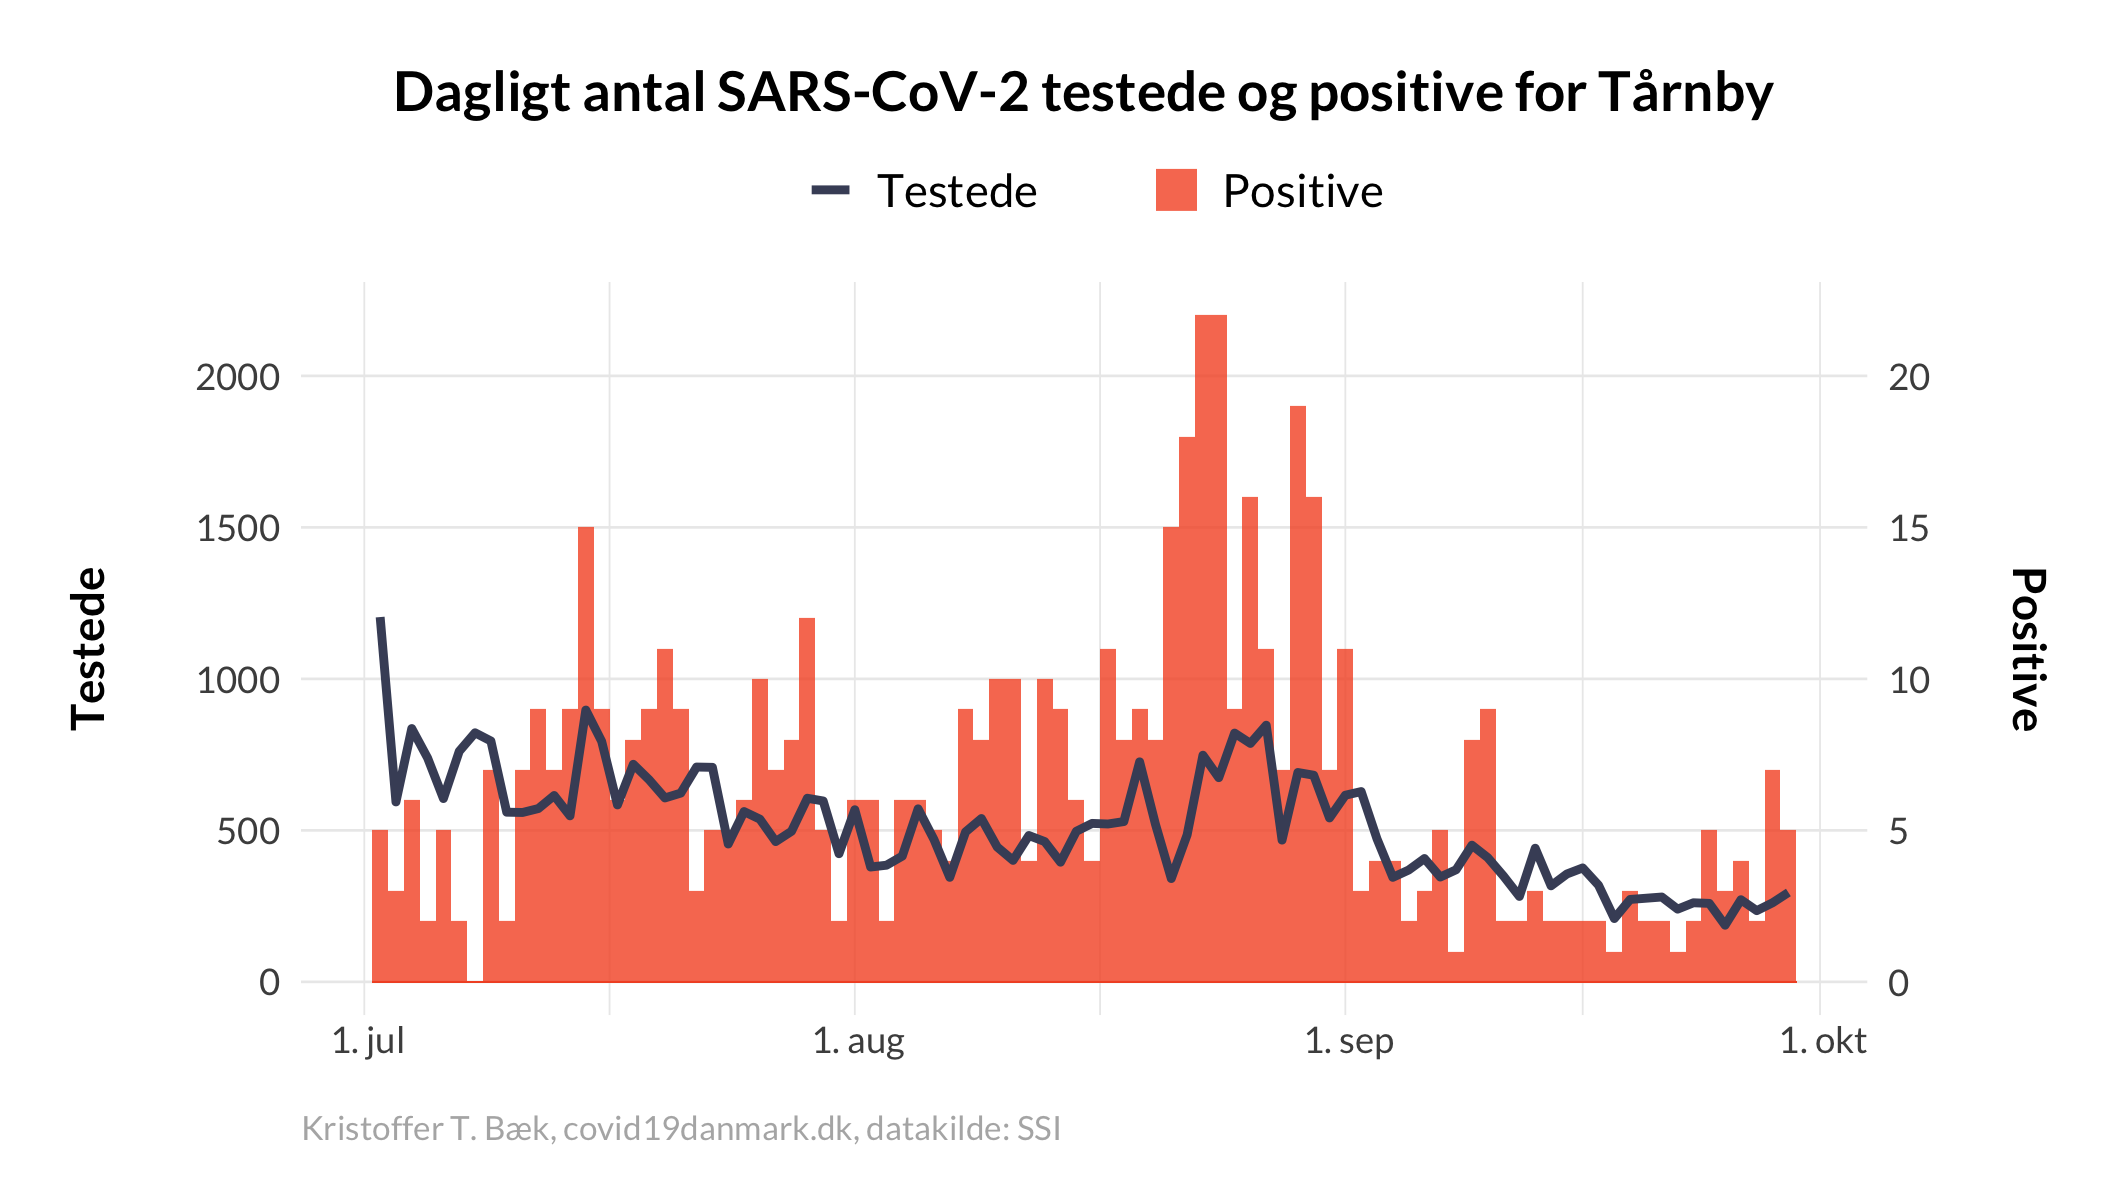 Dagligt antal SARS-CoV-2 testede og positive for Tårnby
Testede
Positive
Testede
2000
1500
1000
500
0
20
15
10
5
0
Positive
1. jul
1. aug
1. sep
1. okt
Kristoffer T. Bæk, covid19danmark.dk, datakilde: SSI